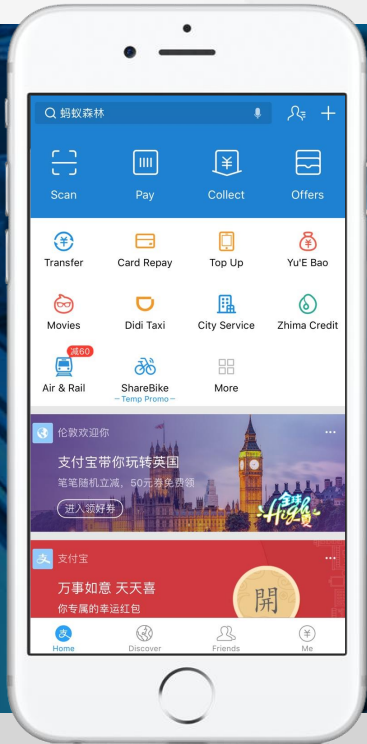 蚂蚁森林
Scan Pay Collect Offers
Transfer Card Repay Top Up Yu'E Bao
Movies Didi Taxi City Service Zhima Credit
减60
Air & Rail ShareBike More
Temp Promo
伦敦欢迎你
支付宝带你玩转英国
笔笔随机立减，50元券免费领
进入领好券
全球
High
支付宝
万事如意 天天喜
你专属的幸运红包
開
支
Home Discover Friends Me